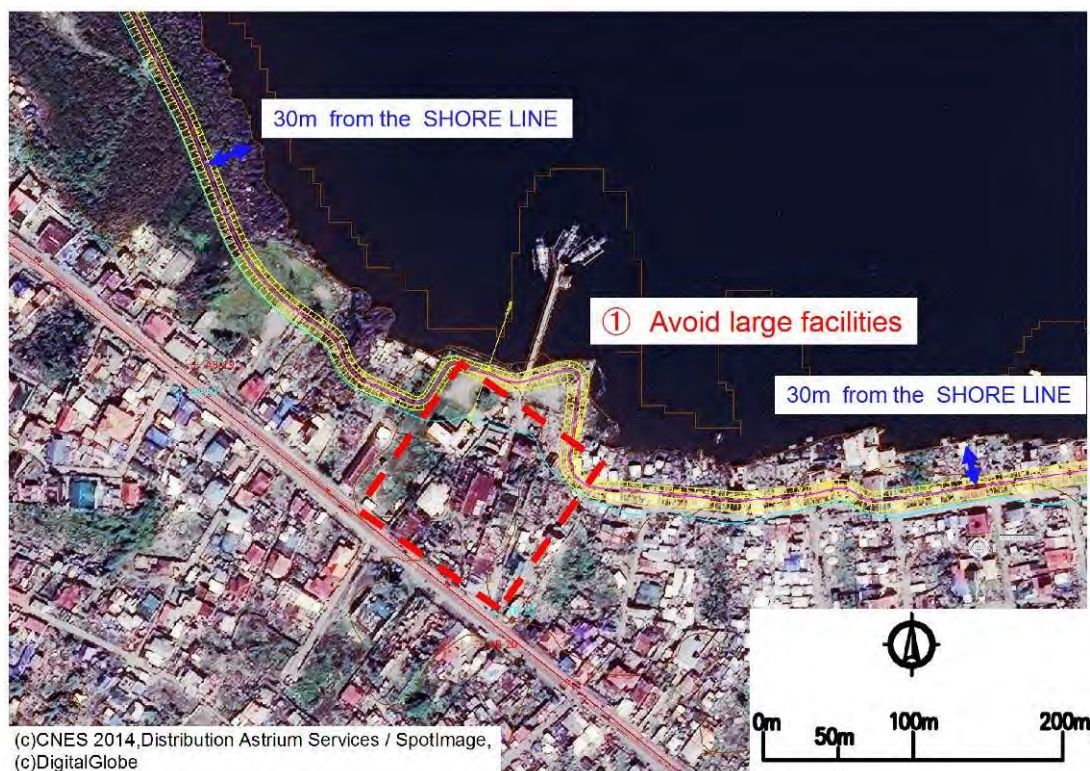 30m from the SHORE LINE
① Avoid large facilities
30m from the SHORE LINE
0m
50m
100m
200m
(c)CNES 2014,Distribution Astrium Services / SpotImage,
(c)DigitalGlobe